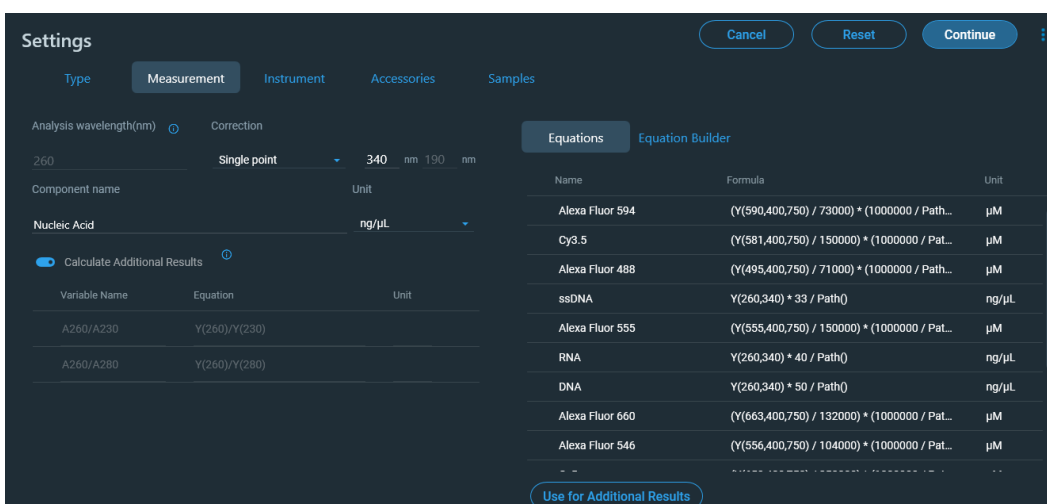 Settings
Cancel
Reset
Continue
Type
Measurement
Instrument
Accessories
Samples
Analysis wavelength(nm)
Correction
260
Single point
340 nm 190 nm
Component name
Unit
Nucleic Acid
ng/µL
Calculate Additional Results
Variable Name Equation Unit
A260/A230 Y(260)/Y(230)
A260/A280 Y(260)/Y(280)
Equations
Equation Builder
Name Formula Unit
Alexa Fluor 594 (Y(590,400,750) / 73000) * (1000000 / Path... µM
Cy3.5 (Y(581,400,750) / 150000) * (1000000 / Pat... µM
Alexa Fluor 488 (Y(495,400,750) / 71000) * (1000000 / Path... µM
ssDNA Y(260,340) * 33 / Path() ng/µL
Alexa Fluor 555 (Y(555,400,750) / 150000) * (1000000 / Pat... µM
RNA Y(260,340) * 40 / Path() ng/µL
DNA Y(260,340) * 50 / Path() ng/µL
Alexa Fluor 660 (Y(663,400,750) / 132000) * (1000000 / Pat... µM
Alexa Fluor 546 (Y(556,400,750) / 104000) * (1000000 / Pat... µM
Use for Additional Results